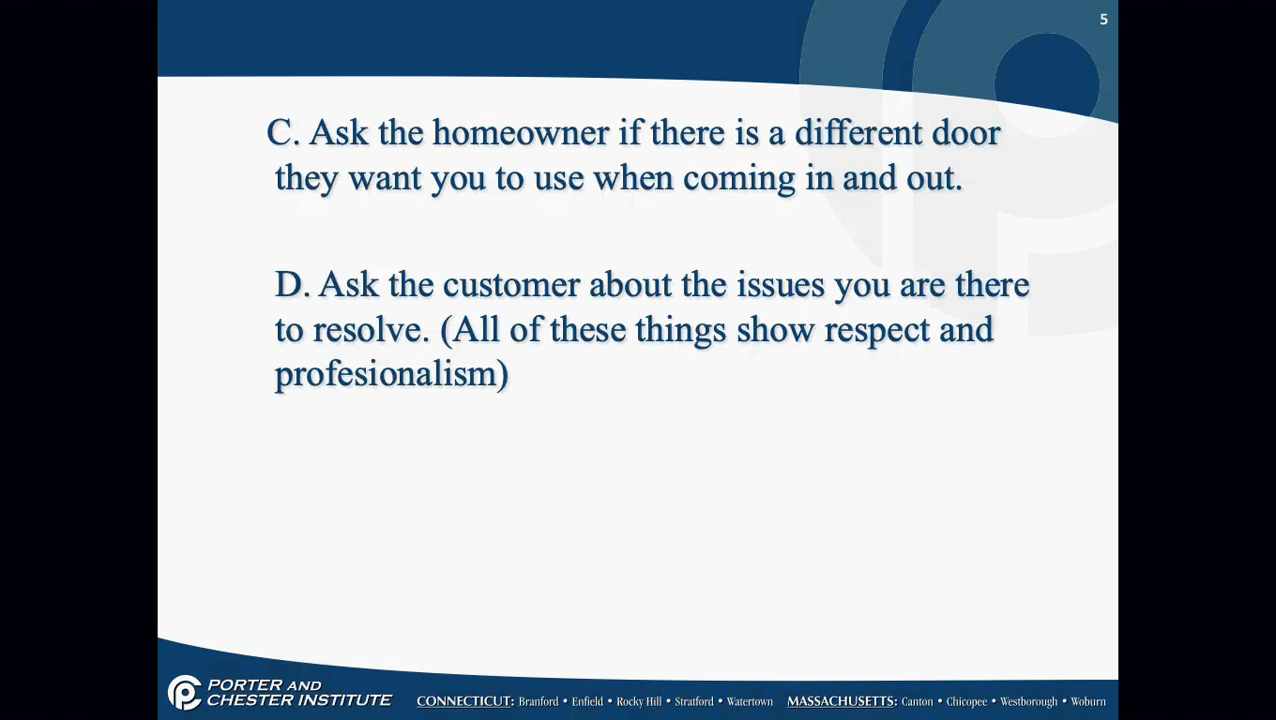 5
C. Ask the homeowner if there is a different door
they want you to use when coming in and out.
D. Ask the customer about the issues you are there
to resolve. (All of these things show respect and
profesionalism)
PORTER AND
CHESTER INSTITUTE
CONNECTICUT: Branford • Enfield • Rocky Hill • Stratford • Watertown MASSACHUSETTS: Canton • Chicopee • Westborough • Woburn